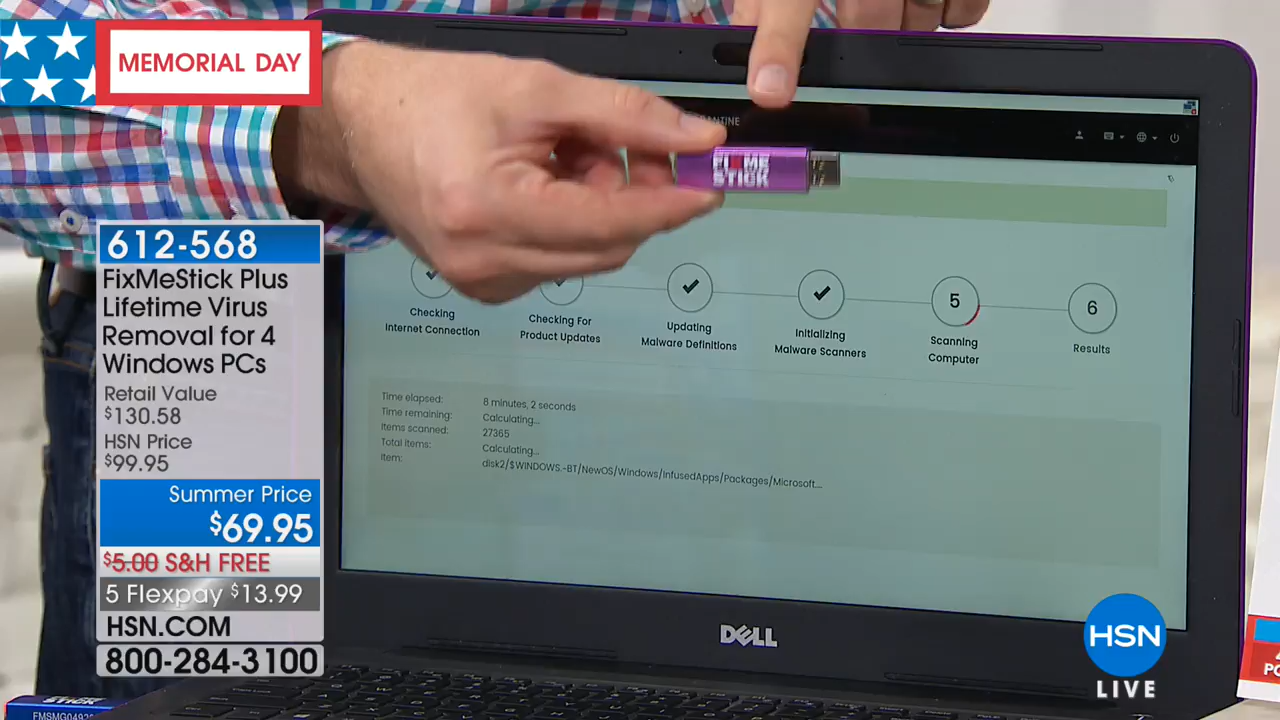 MEMORIAL DAY
612-568
FixMeStick Plus
Lifetime Virus
Removal for 4
Windows PCs
Retail Value
$130.58
HSN Price
$99.95
Summer Price
$69.95
$5.00 S&H FREE
5 Flexpay $13.99
HSN.COM
800-284-3100
FIXME
STICK
5
6
Checking
Internet Connection
Checking For
Product Updates
Updating
Malware Definitions
Initializing
Malware Scanners
Scanning
Computer
Results
Time elapsed: 8 minutes, 2 seconds
Time remaining: Calculating...
Items scanned: 27365
Total items: Calculating...
Item: disk2/$WINDOWS.~BT/NewOS/Windows/InfusedApps/Packages/Microsoft...
DELL
HSN
LIVE
STICK